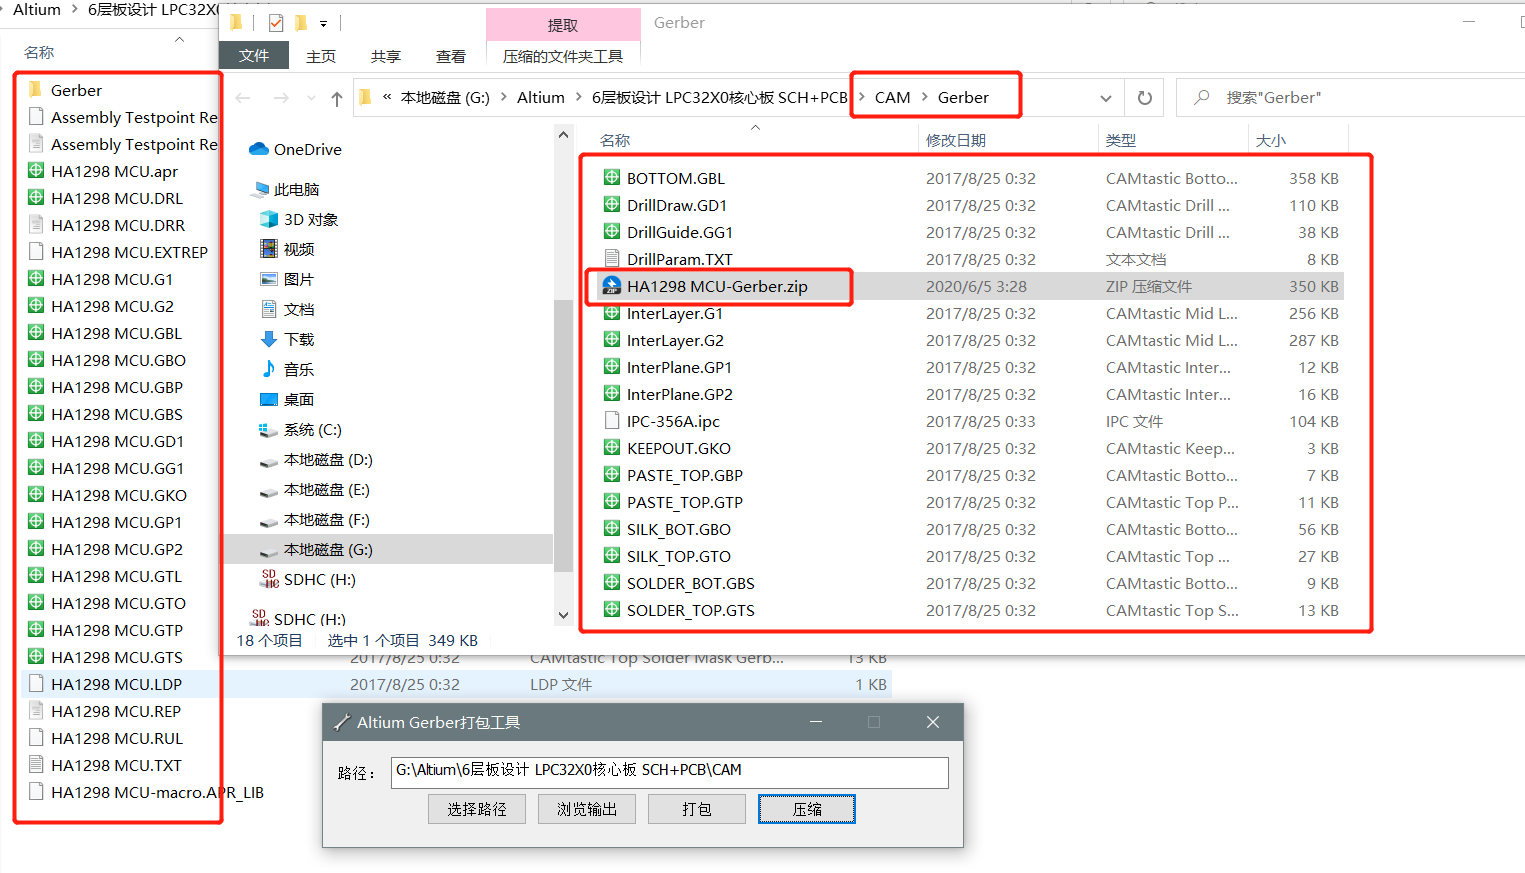 Altium > 6层板设计 LPC32X0
名称
Gerber
Assembly Testpoint Re
Assembly Testpoint Re
HA1298 MCU.apr
HA1298 MCU.DRL
HA1298 MCU.DRR
HA1298 MCU.EXTREP
HA1298 MCU.G1
HA1298 MCU.G2
HA1298 MCU.GBL
HA1298 MCU.GBO
HA1298 MCU.GBP
HA1298 MCU.GBS
HA1298 MCU.GD1
HA1298 MCU.GG1
HA1298 MCU.GKO
HA1298 MCU.GP1
HA1298 MCU.GP2
HA1298 MCU.GTL
HA1298 MCU.GTO
HA1298 MCU.GTP
HA1298 MCU.GTS 2017/8/25 0:32 CAMtastic Top Solder Mask Gerb... 13 KB
HA1298 MCU.LDP 2017/8/25 0:32 LDP 文件 1 KB
HA1298 MCU.REP
HA1298 MCU.RUL
HA1298 MCU.TXT
HA1298 MCU-macro.APR_LIB
提取 Gerber
文件 主页 共享 查看 压缩的文件夹工具
« 本地磁盘 (G:) > Altium > 6层板设计 LPC32X0核心板 SCH+PCB > CAM > Gerber
搜索"Gerber"
OneDrive
此电脑
3D 对象
视频
图片
文档
下载
音乐
桌面
系统 (C:)
本地磁盘 (D:)
本地磁盘 (E:)
本地磁盘 (F:)
本地磁盘 (G:)
SDHC (H:)
SDHC (H:)
名称 修改日期 类型 大小
BOTTOM.GBL 2017/8/25 0:32 CAMtastic Botto... 358 KB
DrillDraw.GD1 2017/8/25 0:32 CAMtastic Drill ... 110 KB
DrillGuide.GG1 2017/8/25 0:32 CAMtastic Drill ... 38 KB
DrillParam.TXT 2017/8/25 0:32 文本文档 8 KB
HA1298 MCU-Gerber.zip 2020/6/5 3:28 ZIP 压缩文件 350 KB
InterLayer.G1 2017/8/25 0:32 CAMtastic Mid L... 256 KB
InterLayer.G2 2017/8/25 0:32 CAMtastic Mid L... 287 KB
InterPlane.GP1 2017/8/25 0:32 CAMtastic Inter... 12 KB
InterPlane.GP2 2017/8/25 0:32 CAMtastic Inter... 16 KB
IPC-356A.ipc 2017/8/25 0:33 IPC 文件 104 KB
KEEPOUT.GKO 2017/8/25 0:32 CAMtastic Keep... 3 KB
PASTE_TOP.GBP 2017/8/25 0:32 CAMtastic Botto... 7 KB
PASTE_TOP.GTP 2017/8/25 0:32 CAMtastic Top P... 11 KB
SILK_BOT.GBO 2017/8/25 0:32 CAMtastic Botto... 56 KB
SILK_TOP.GTO 2017/8/25 0:32 CAMtastic Top ... 27 KB
SOLDER_BOT.GBS 2017/8/25 0:32 CAMtastic Botto... 9 KB
SOLDER_TOP.GTS 2017/8/25 0:32 CAMtastic Top S... 13 KB
18 个项目 选中 1 个项目 349 KB
Altium Gerber打包工具
路径： G:\Altium\6层板设计 LPC32X0核心板 SCH+PCB\CAM
选择路径 浏览输出 打包 压缩